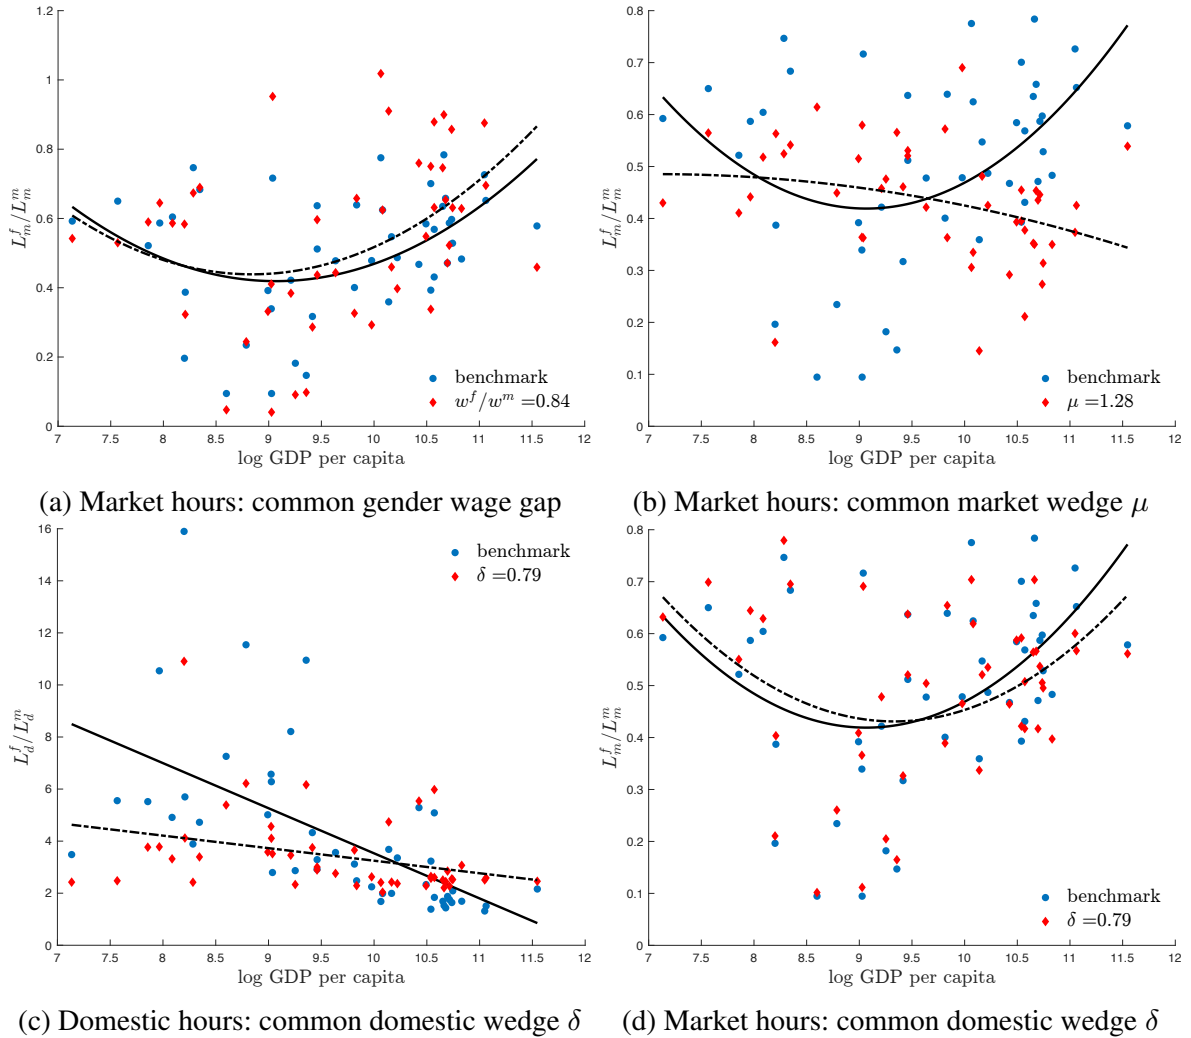 1.2
1
0.8
0.6
0.4
0.2
0
L_m^f/L_m^m
7 7.5 8 8.5 9 9.5 10 10.5 11 11.5 12
log GDP per capita
benchmark
w^f/w^m =0.84
(a) Market hours: common gender wage gap
0.8
0.7
0.6
0.5
0.4
0.3
0.2
0.1
0
L_m^f/L_m^m
7 7.5 8 8.5 9 9.5 10 10.5 11 11.5 12
log GDP per capita
benchmark
μ =1.28
(b) Market hours: common market wedge μ
16
14
12
10
8
6
4
2
0
L_d^f/L_d^m
7 7.5 8 8.5 9 9.5 10 10.5 11 11.5 12
log GDP per capita
benchmark
δ =0.79
(c) Domestic hours: common domestic wedge δ
0.8
0.7
0.6
0.5
0.4
0.3
0.2
0.1
0
L_m^f/L_m^m
7 7.5 8 8.5 9 9.5 10 10.5 11 11.5 12
log GDP per capita
benchmark
δ =0.79
(d) Market hours: common domestic wedge δ